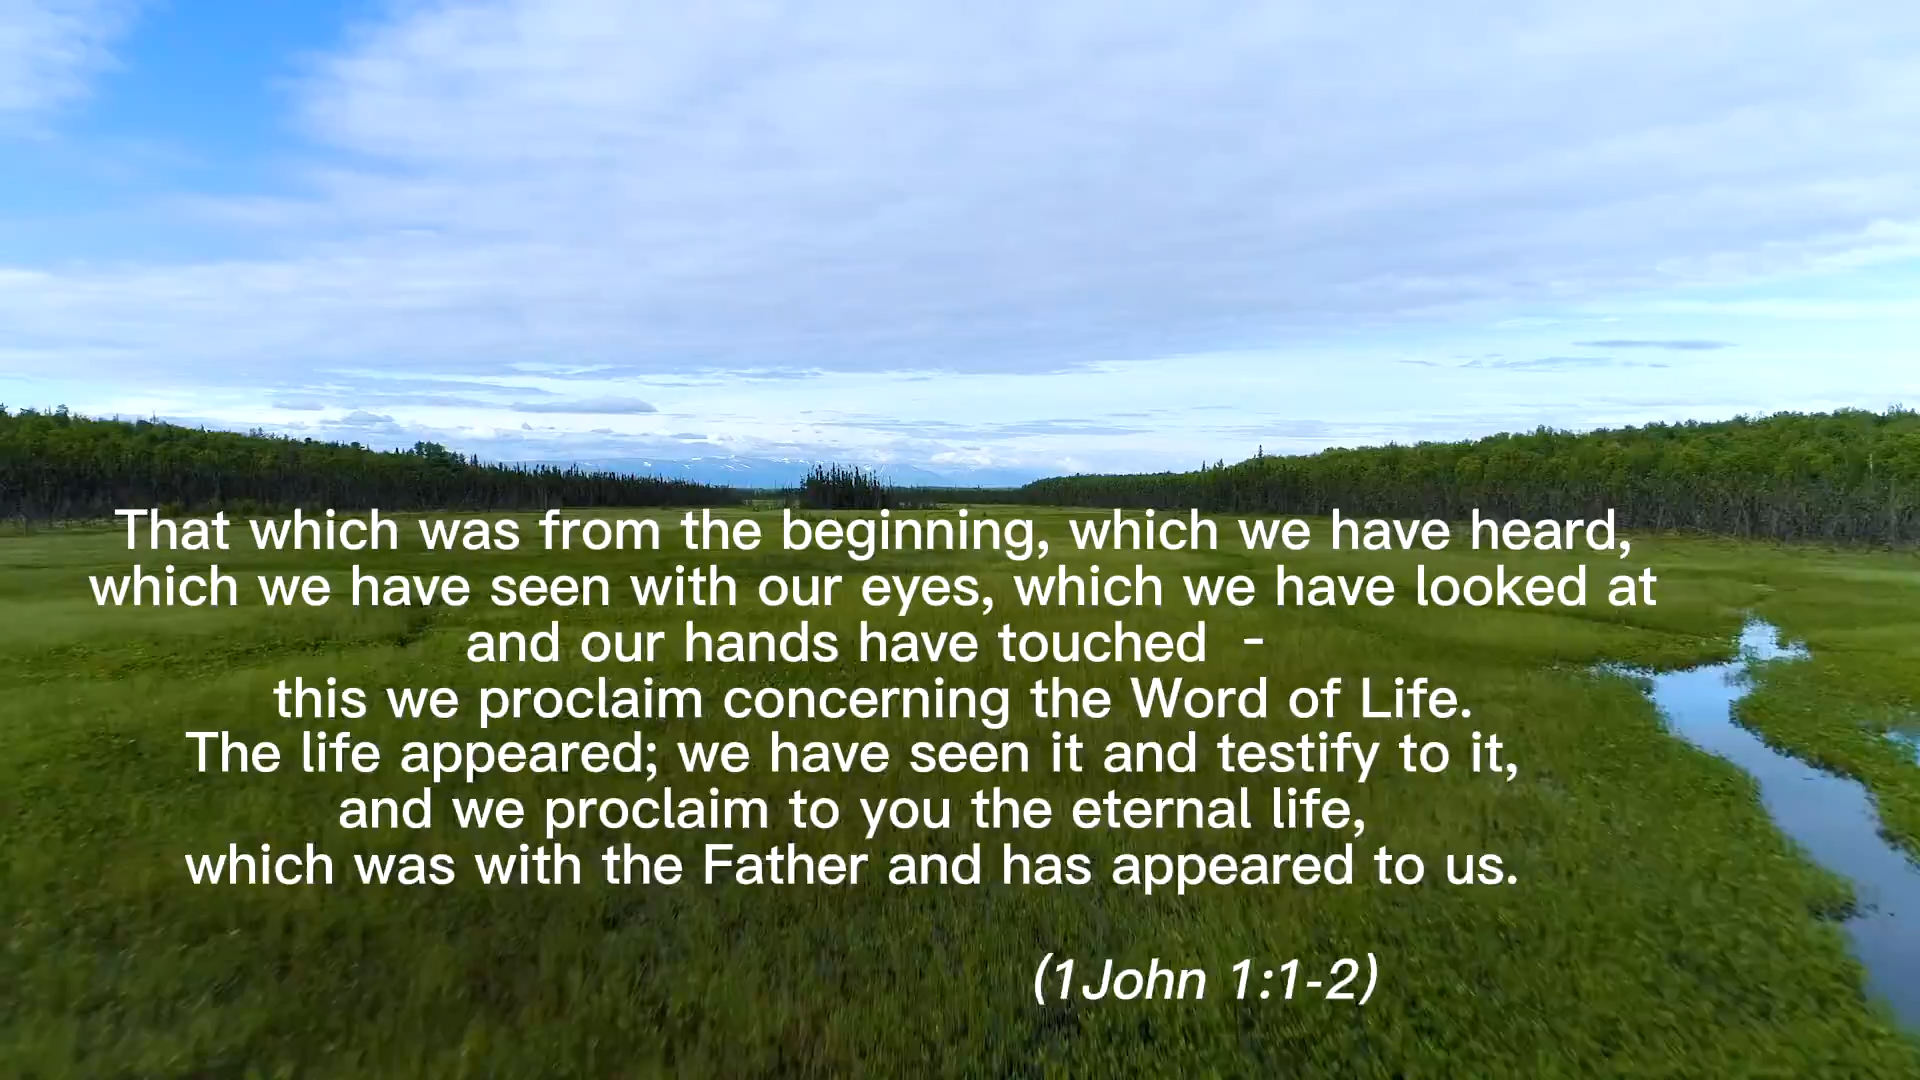 That which was from the beginning, which we have heard,
which we have seen with our eyes, which we have looked at
and our hands have touched -
this we proclaim concerning the Word of Life.
The life appeared; we have seen it and testify to it,
and we proclaim to you the eternal life,
which was with the Father and has appeared to us.
(1John 1:1-2)